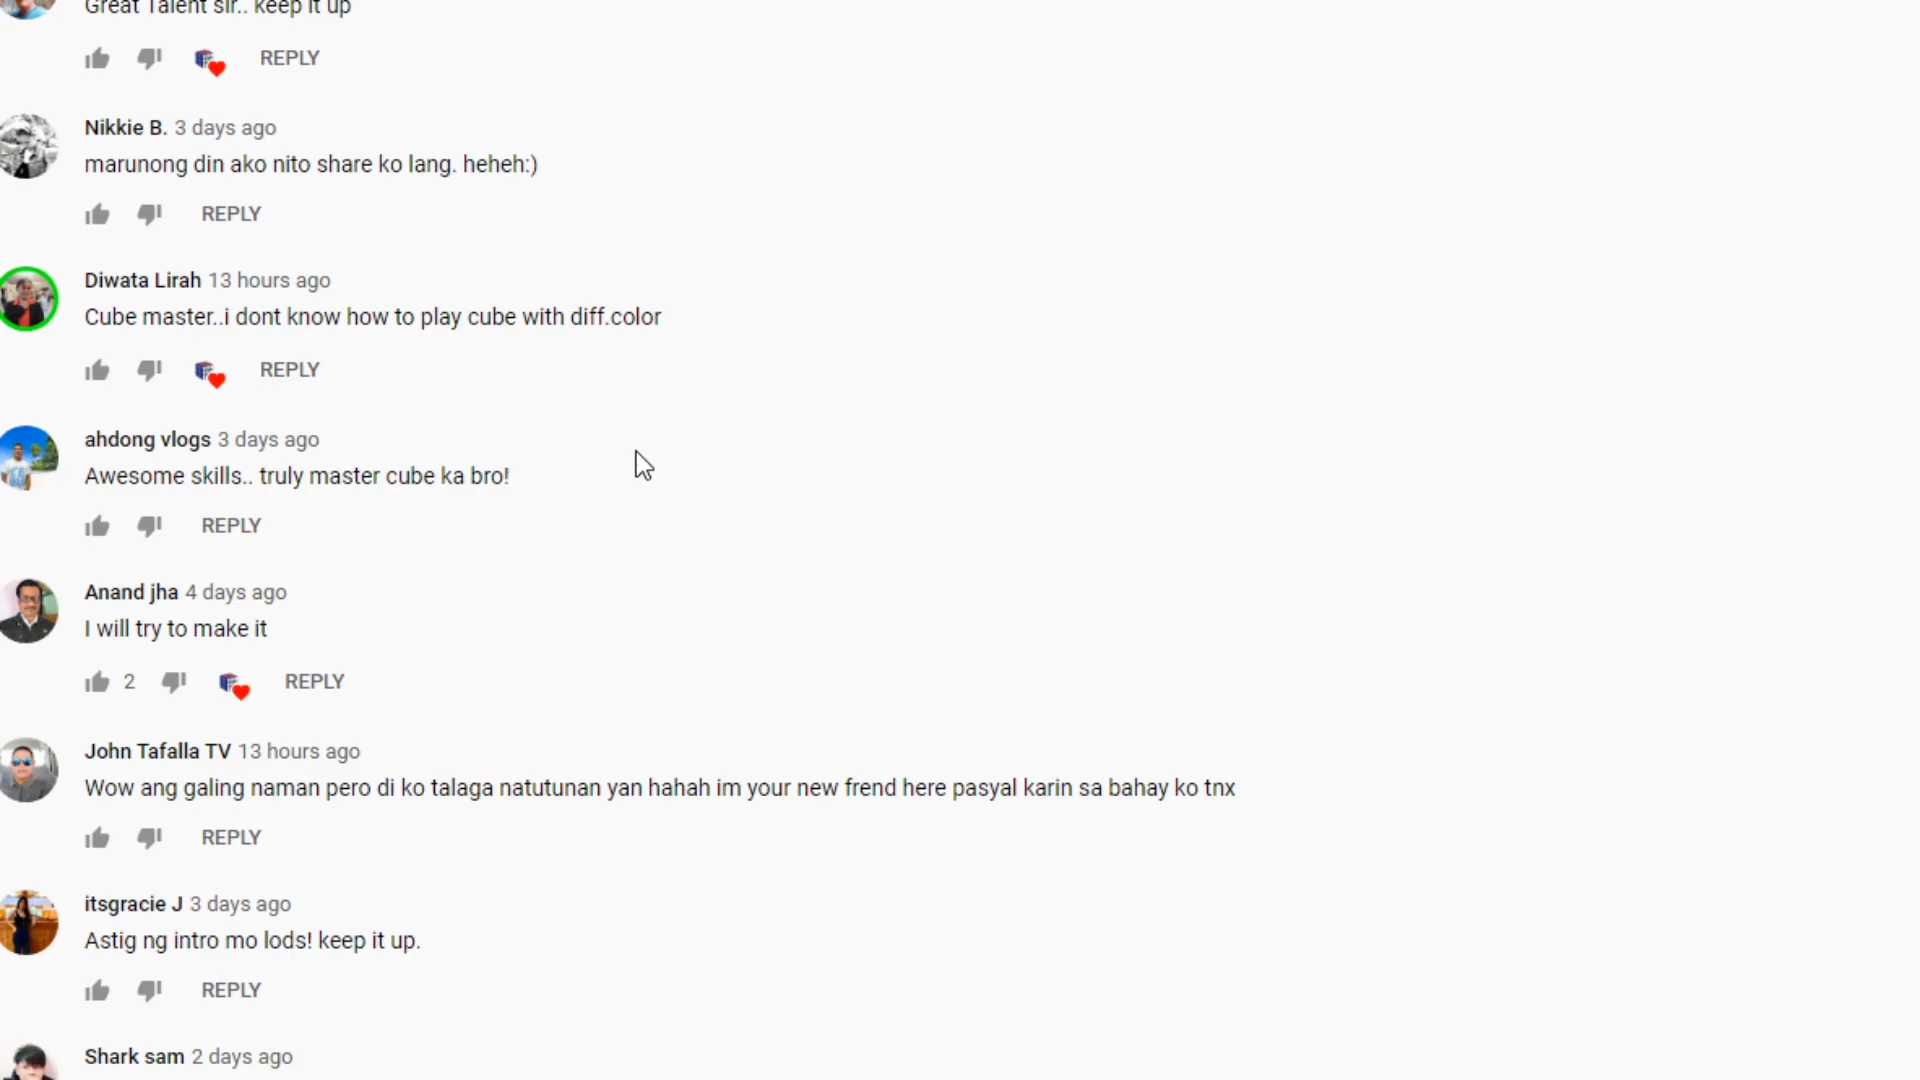 Great Talent sir.. keep it up
REPLY
Nikkie B. 3 days ago
marunong din ako nito share ko lang. heheh:)
REPLY
Diwata Lirah 13 hours ago
Cube master..i dont know how to play cube with diff.color
REPLY
ahdong vlogs 3 days ago
Awesome skills.. truly master cube ka bro!
REPLY
Anand jha 4 days ago
I will try to make it
2 REPLY
John Tafalla TV 13 hours ago
Wow ang galing naman pero di ko talaga natutunan yan hahah im your new frend here pasyal karin sa bahay ko tnx
REPLY
itsgracie J 3 days ago
Astig ng intro mo lods! keep it up.
REPLY
Shark sam 2 days ago